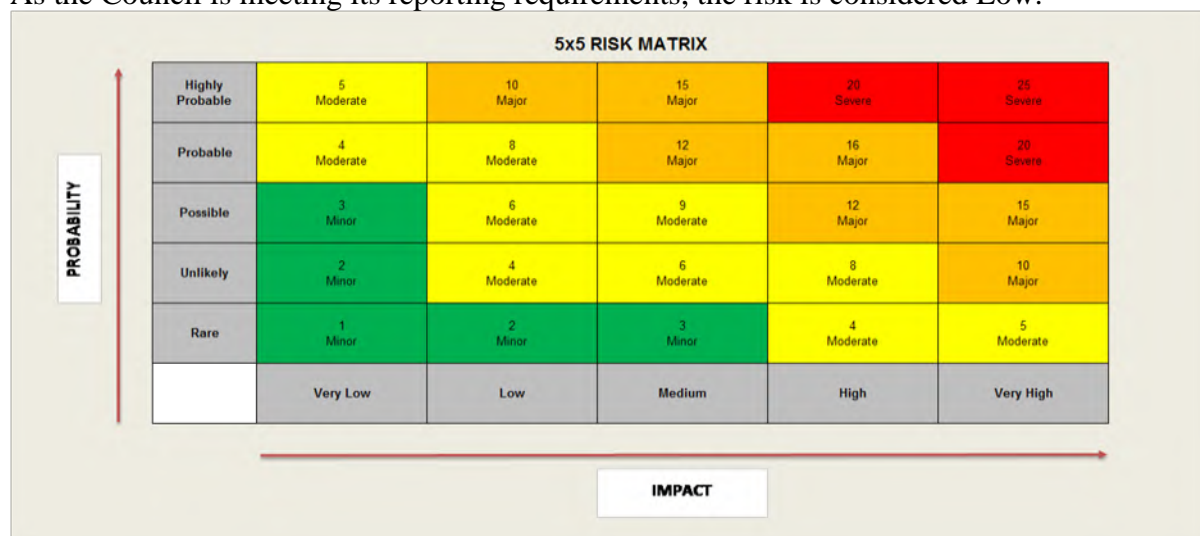 As the Council is meeting its reporting requirements, the risk is considered Low.
5x5 RISK MATRIX
Highly
Probable
5
Moderate
10
Major
15
Major
20
Severe
25
Severe
Probable
4
Moderate
8
Moderate
12
Major
16
Major
20
Severe
PROBABILITY
Possible
3
Minor
6
Moderate
9
Moderate
12
Major
15
Major
Unlikely
2
Minor
4
Moderate
6
Moderate
8
Moderate
10
Major
Rare
1
Minor
2
Minor
3
Minor
4
Moderate
5
Moderate
Very Low
Low
Medium
High
Very High
IMPACT